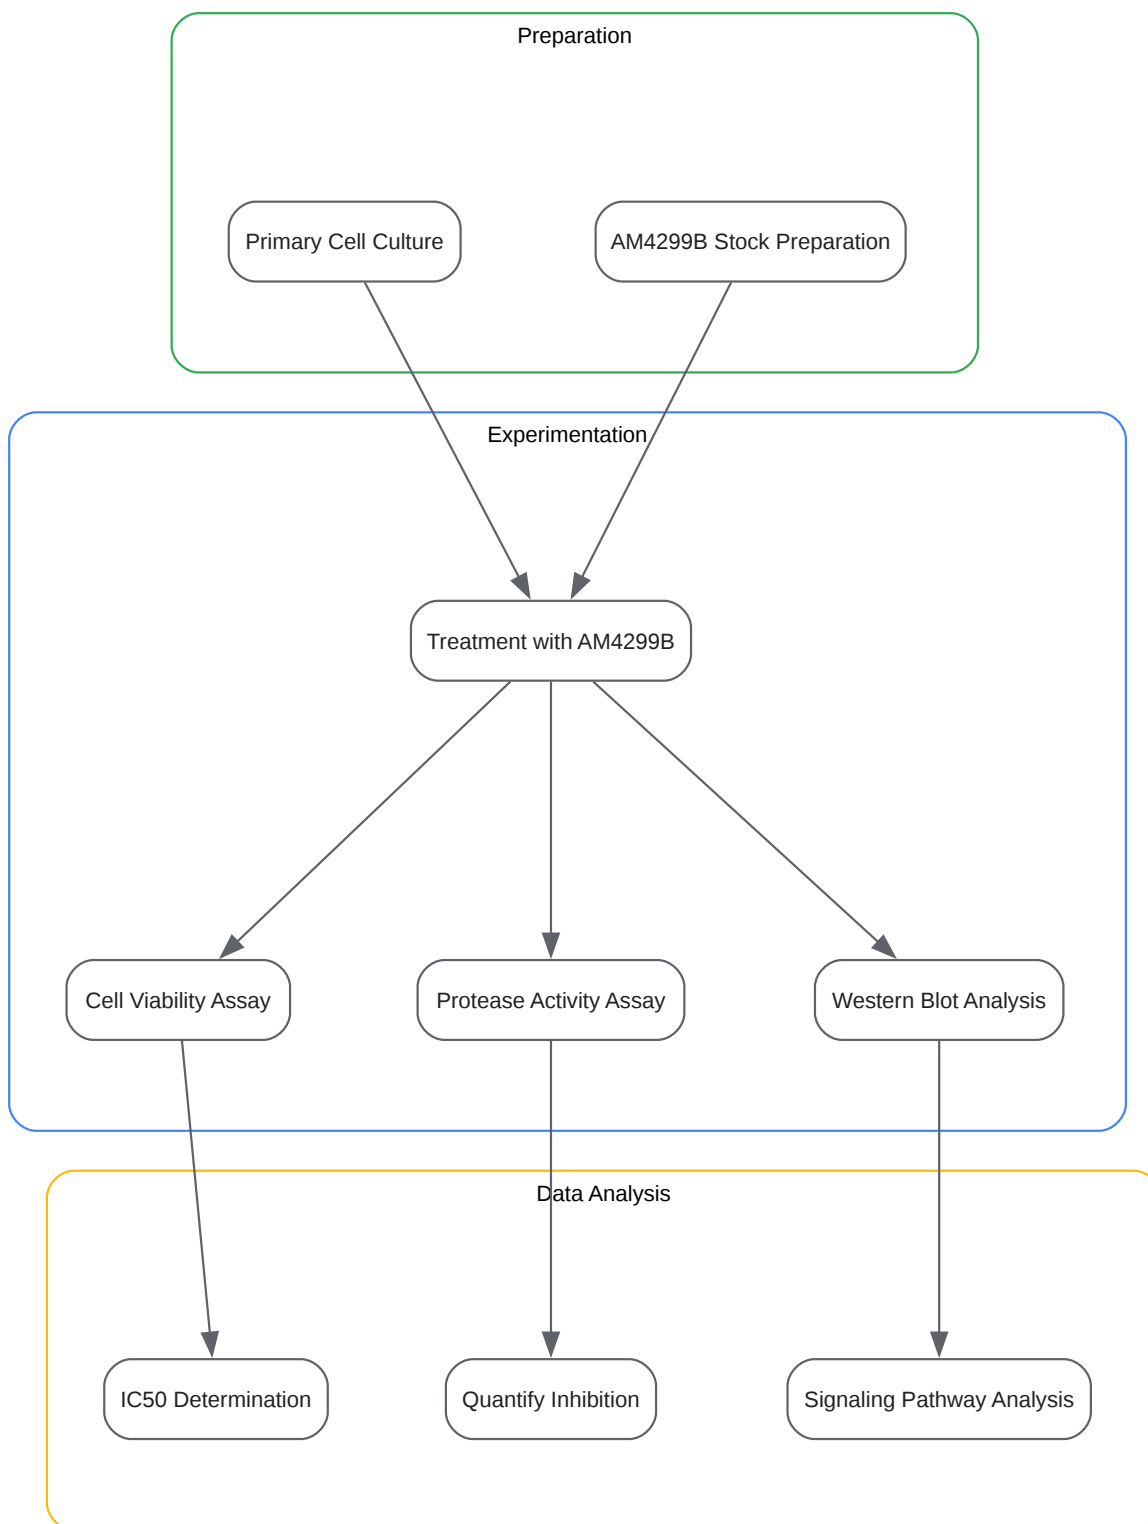 Preparation
Primary Cell Culture
AM4299B Stock Preparation
Experimentation
Treatment with AM4299B
Cell Viability Assay
Protease Activity Assay
Western Blot Analysis
Data Analysis
IC50 Determination
Quantify Inhibition
Signaling Pathway Analysis